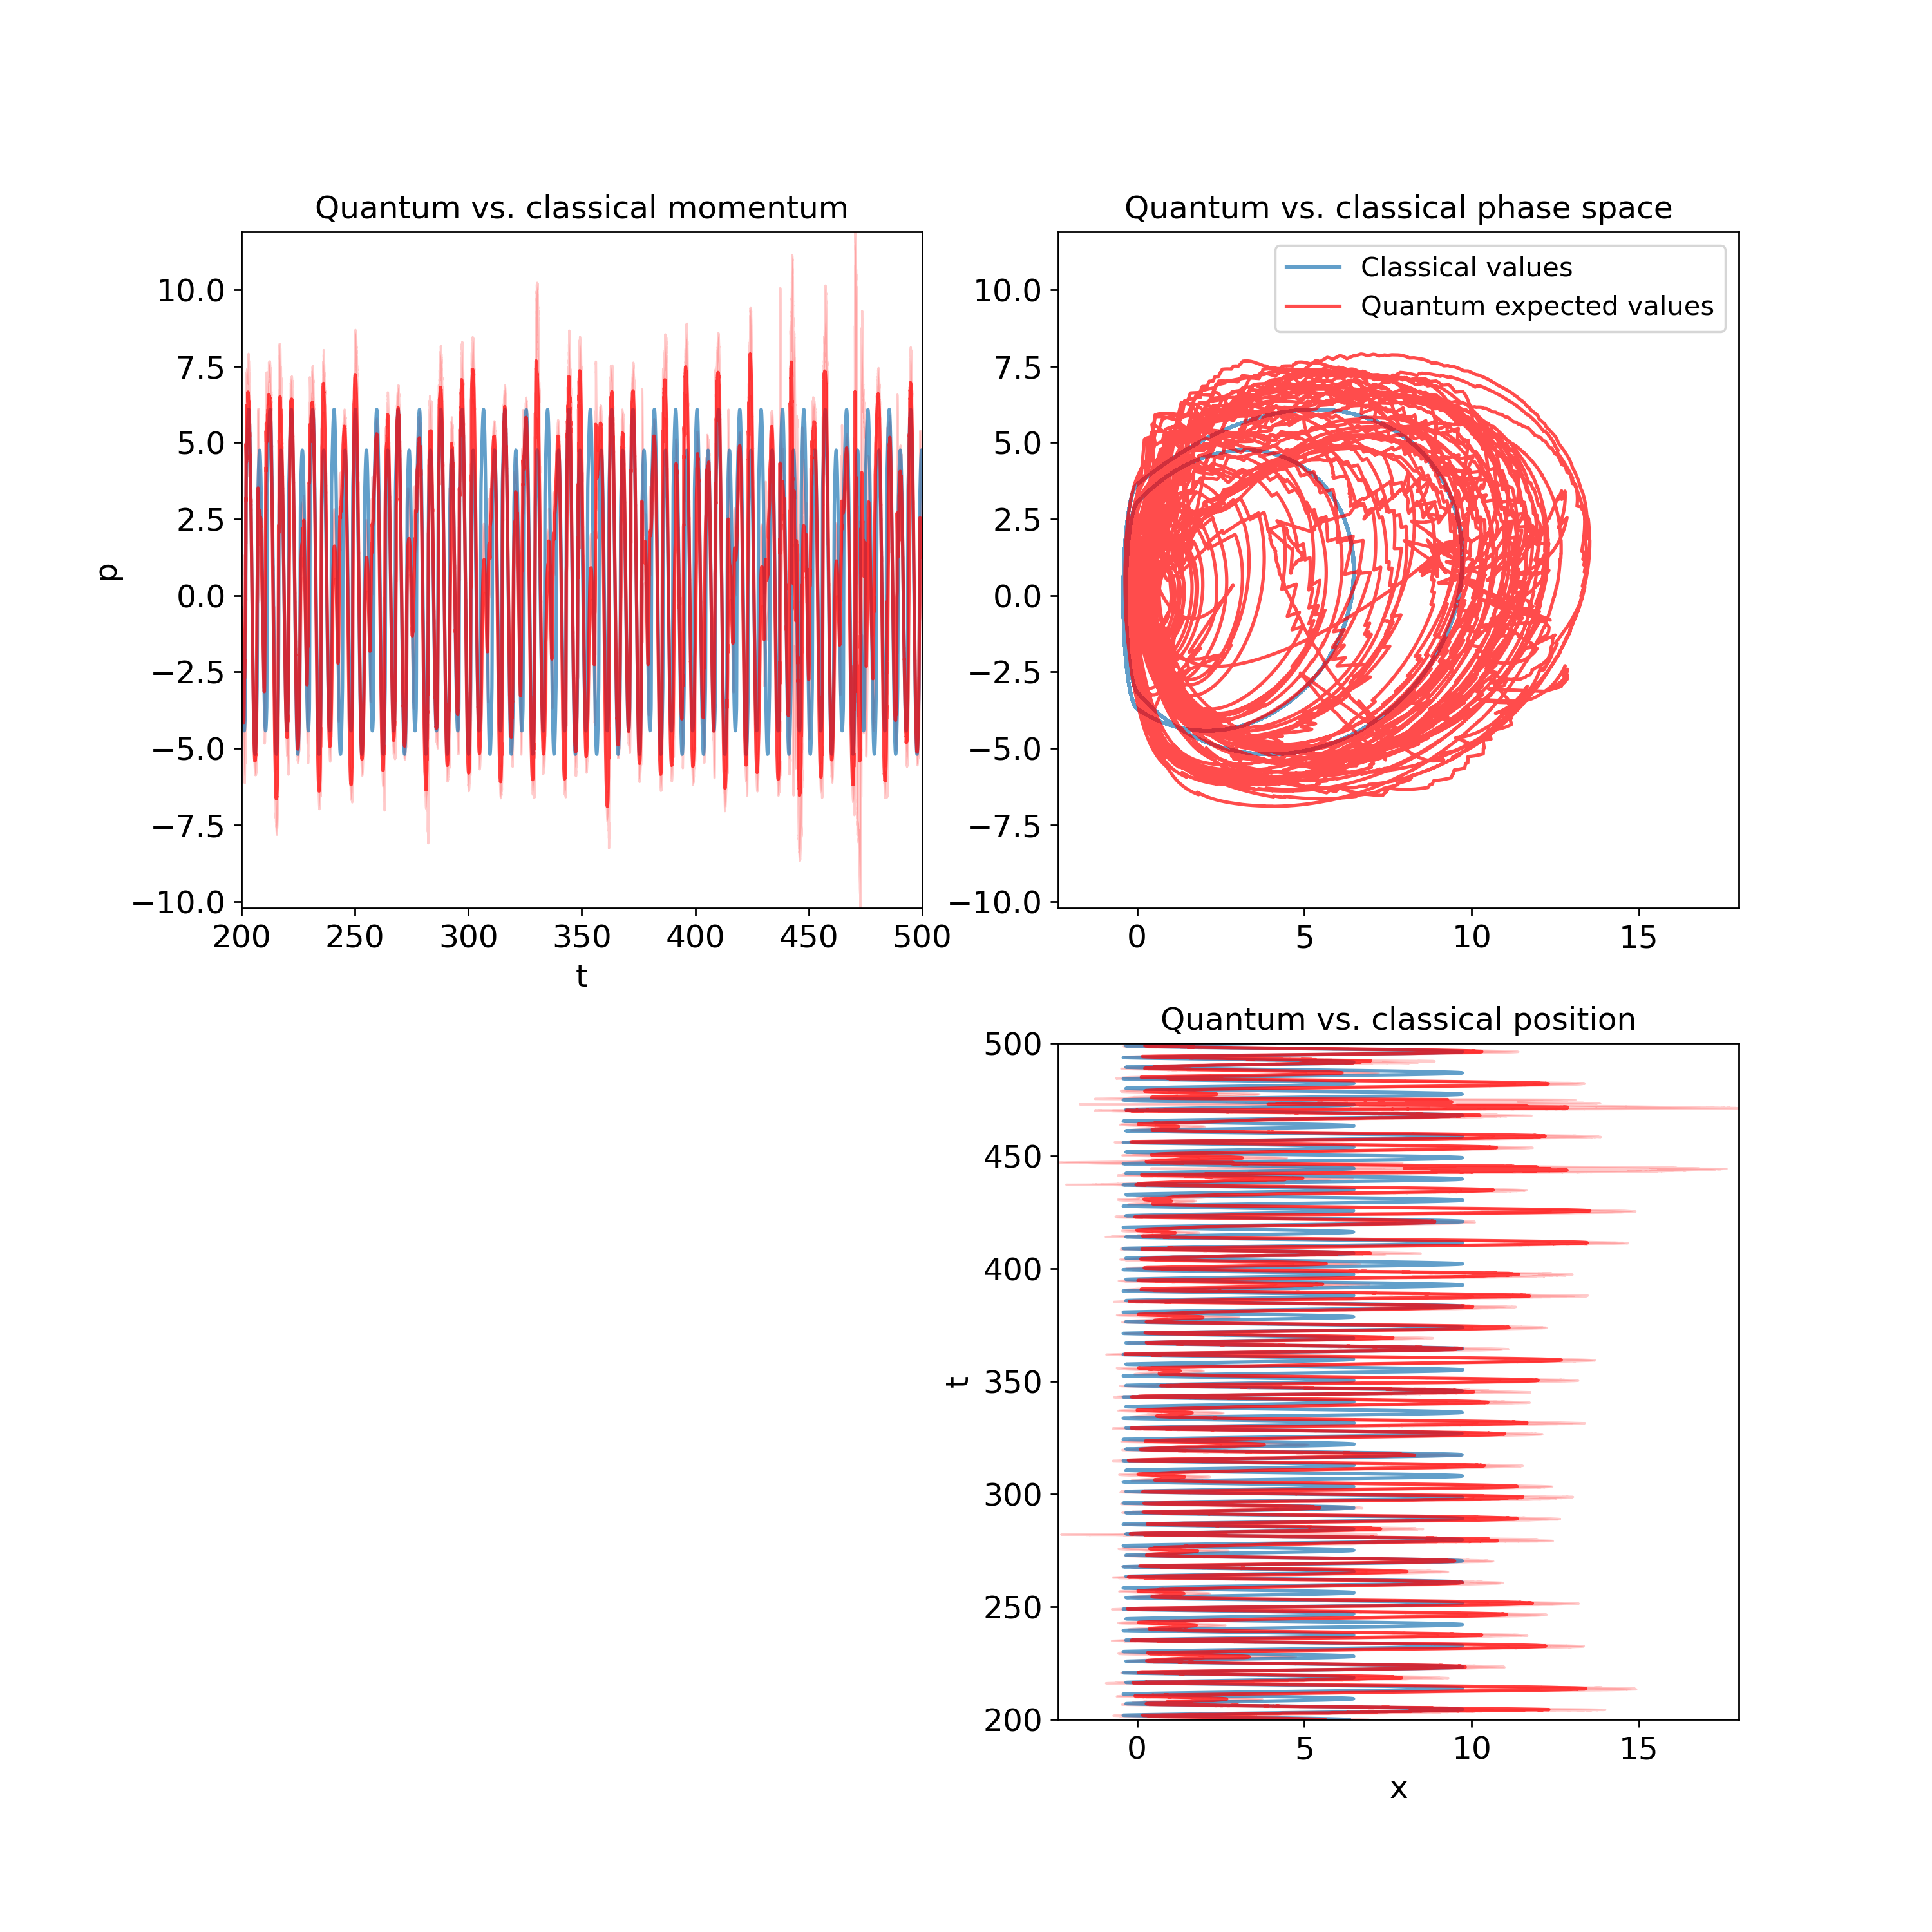 Quantum vs. classical momentum
10.0
7.5
5.0
2.5
0.0
−2.5
−5.0
−7.5
−10.0
p
200 250 300 350 400 450 500
t
Quantum vs. classical phase space
Classical values
Quantum expected values
10.0
7.5
5.0
2.5
0.0
−2.5
−5.0
−7.5
−10.0
0 5 10 15
Quantum vs. classical position
500
450
400
350
300
250
200
t
0 5 10 15
x